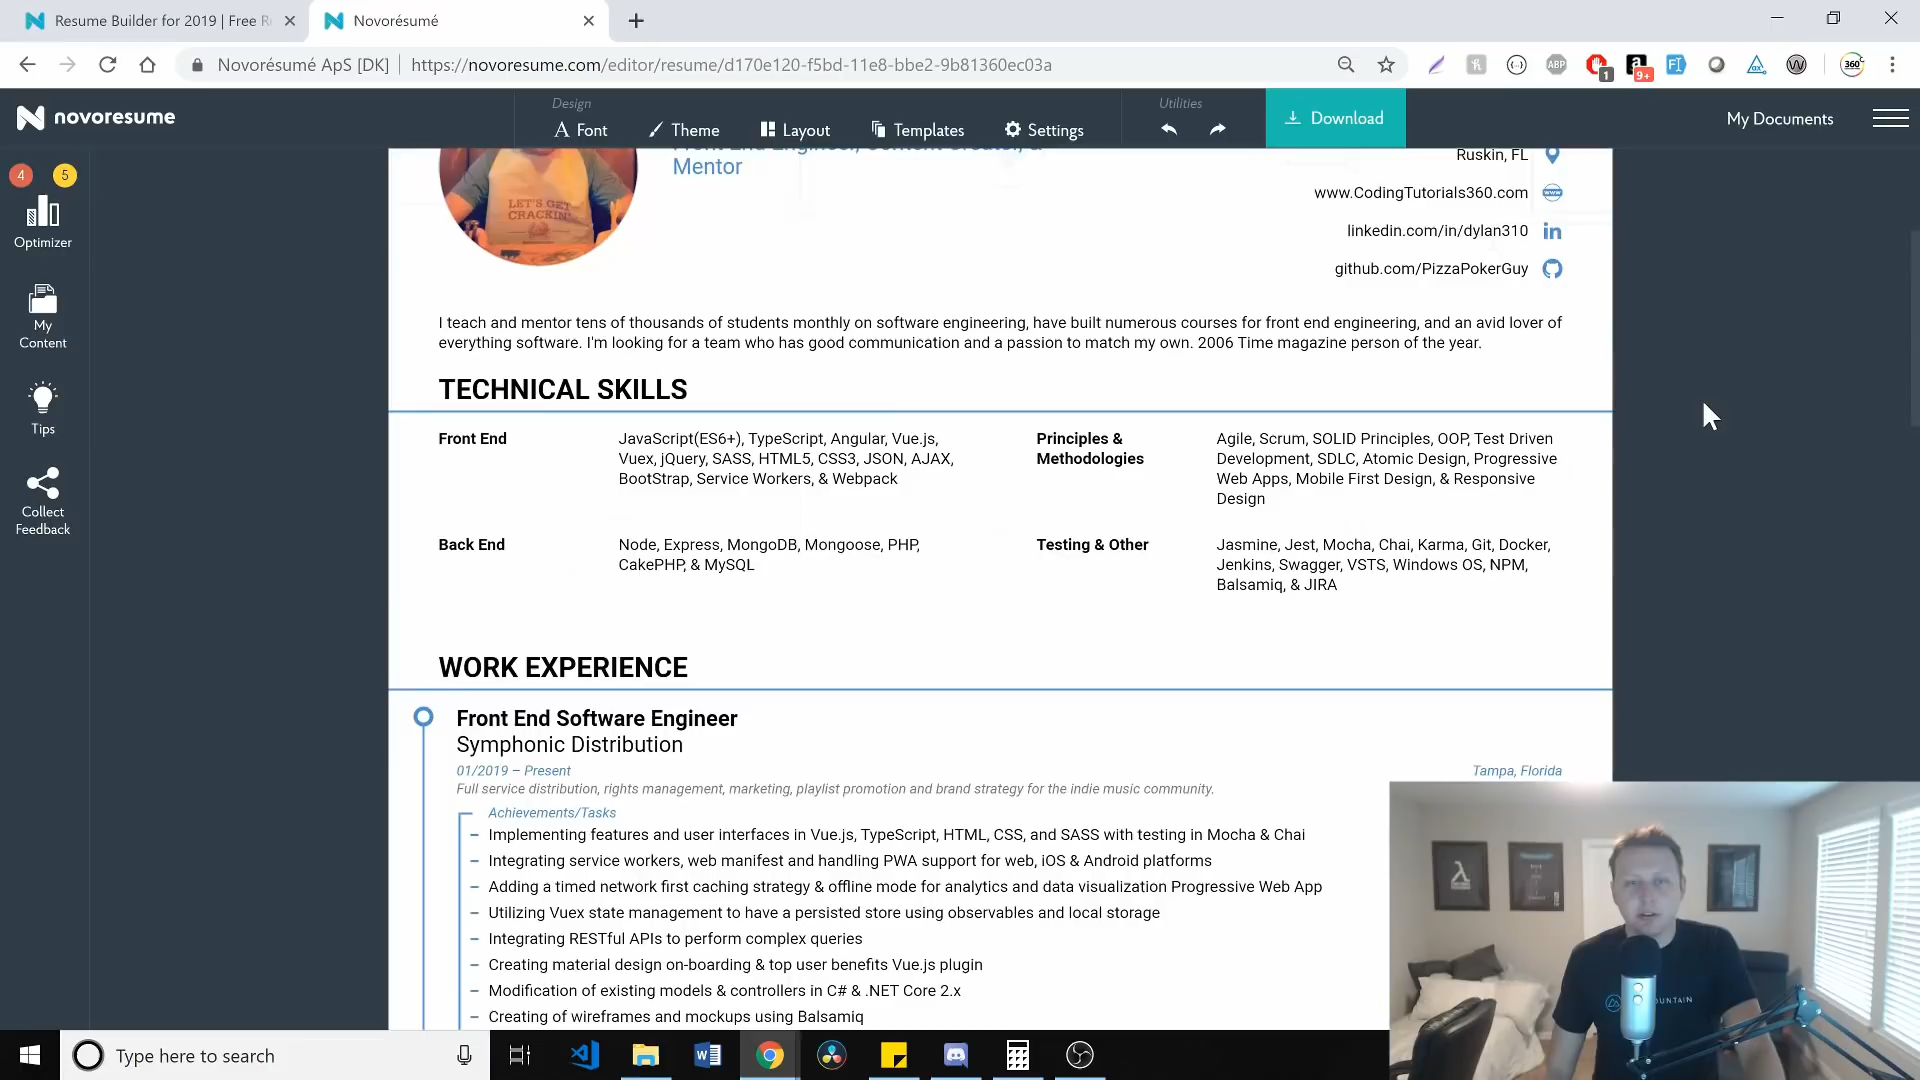 Resume Builder for 2019 | Free R
Novorésumé
Novorésumé ApS [DK]
https://novoresume.com/editor/resume/d170e120-f5bd-11e8-bbe2-9b81360ec03a
ABP
1
9+
360
novoresume
Design
Font
Theme
Layout
Templates
Settings
Utilities
Download
My Documents
4
5
Optimizer
My
Content
Tips
Collect
Feedback
Mentor
LET'S GET
CRACKIN'
Ruskin, FL
www.CodingTutorials360.com
linkedin.com/in/dylan310
github.com/PizzaPokerGuy
I teach and mentor tens of thousands of students monthly on software engineering, have built numerous courses for front end engineering, and an avid lover of
everything software. I'm looking for a team who has good communication and a passion to match my own. 2006 Time magazine person of the year.
TECHNICAL SKILLS
Front End
JavaScript(ES6+), TypeScript, Angular, Vue.js,
Vuex, jQuery, SASS, HTML5, CSS3, JSON, AJAX,
BootStrap, Service Workers, & Webpack
Principles &
Methodologies
Agile, Scrum, SOLID Principles, OOP, Test Driven
Development, SDLC, Atomic Design, Progressive
Web Apps, Mobile First Design, & Responsive
Design
Back End
Node, Express, MongoDB, Mongoose, PHP,
CakePHP, & MySQL
Testing & Other
Jasmine, Jest, Mocha, Chai, Karma, Git, Docker,
Jenkins, Swagger, VSTS, Windows OS, NPM,
Balsamiq, & JIRA
WORK EXPERIENCE
Front End Software Engineer
Symphonic Distribution
01/2019 – Present
Tampa, Florida
Full service distribution, rights management, marketing, playlist promotion and brand strategy for the indie music community.
Achievements/Tasks
– Implementing features and user interfaces in Vue.js, TypeScript, HTML, CSS, and SASS with testing in Mocha & Chai
– Integrating service workers, web manifest and handling PWA support for web, iOS & Android platforms
– Adding a timed network first caching strategy & offline mode for analytics and data visualization Progressive Web App
– Utilizing Vuex state management to have a persisted store using observables and local storage
– Integrating RESTful APIs to perform complex queries
– Creating material design on-boarding & top user benefits Vue.js plugin
– Modification of existing models & controllers in C# & .NET Core 2.x
– Creating of wireframes and mockups using Balsamiq
Type here to search